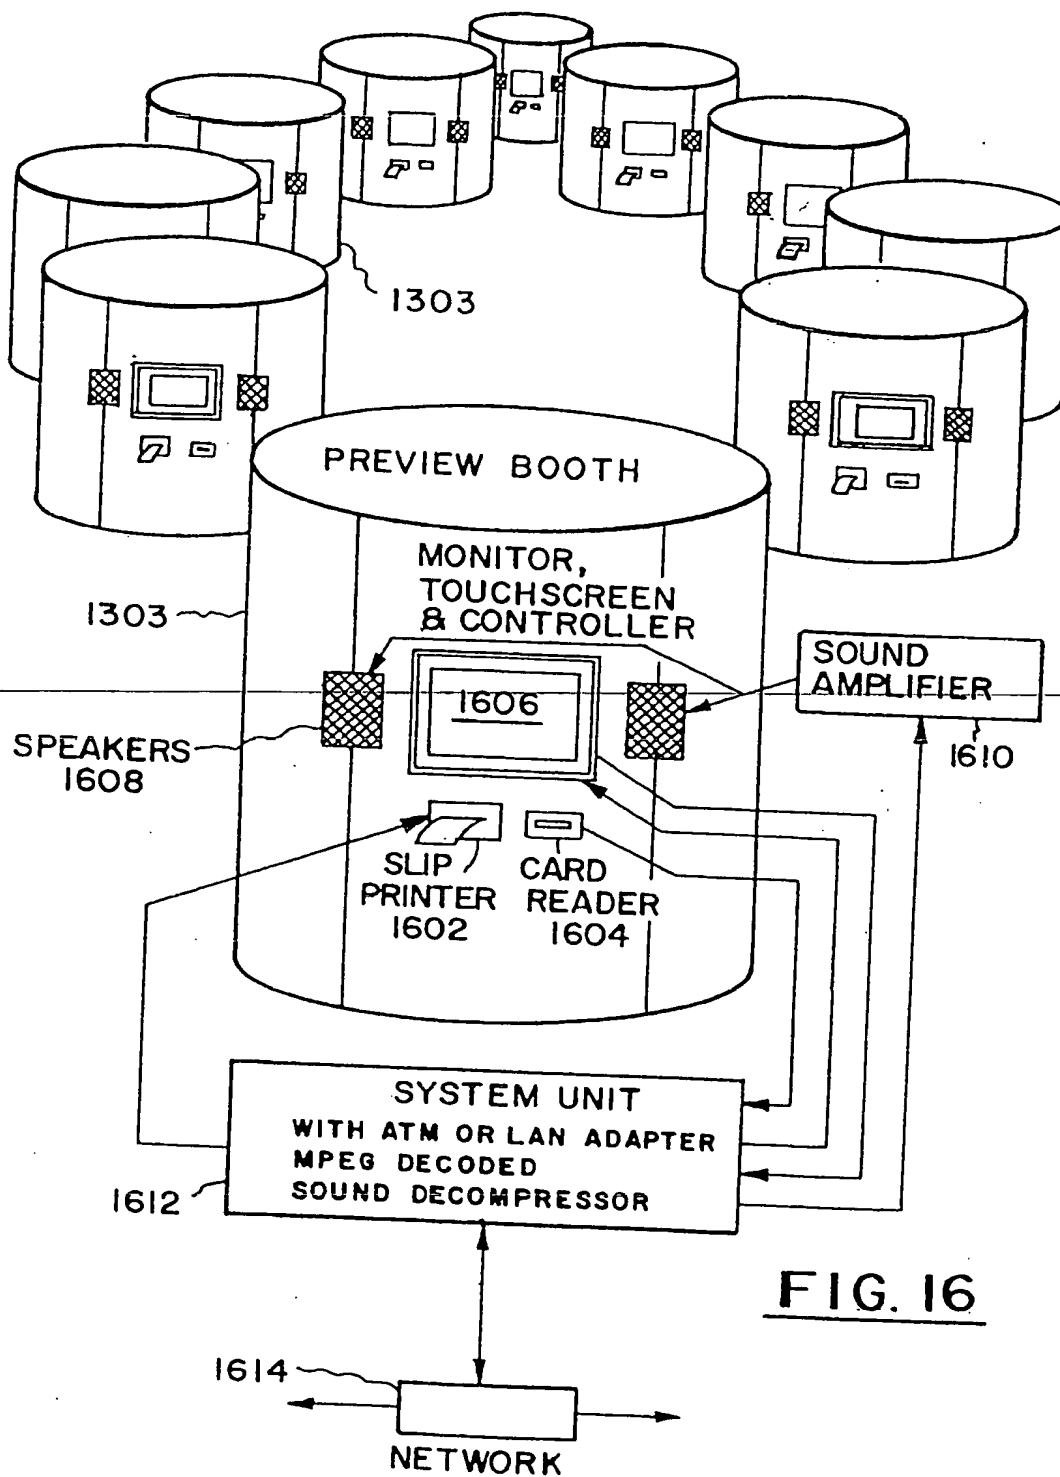 1303
PREVIEW BOOTH
MONITOR,
TOUCHSCREEN
& CONTROLLER
1303
SOUND
AMPLIFIER
1606
SPEAKERS
1608
1610
SLIP
PRINTER
1602
CARD
READER
1604
SYSTEM UNIT
WITH ATM OR LAN ADAPTER
MPEG DECODED
SOUND DECOMPRESSOR
1612
FIG. 16
1614
NETWORK